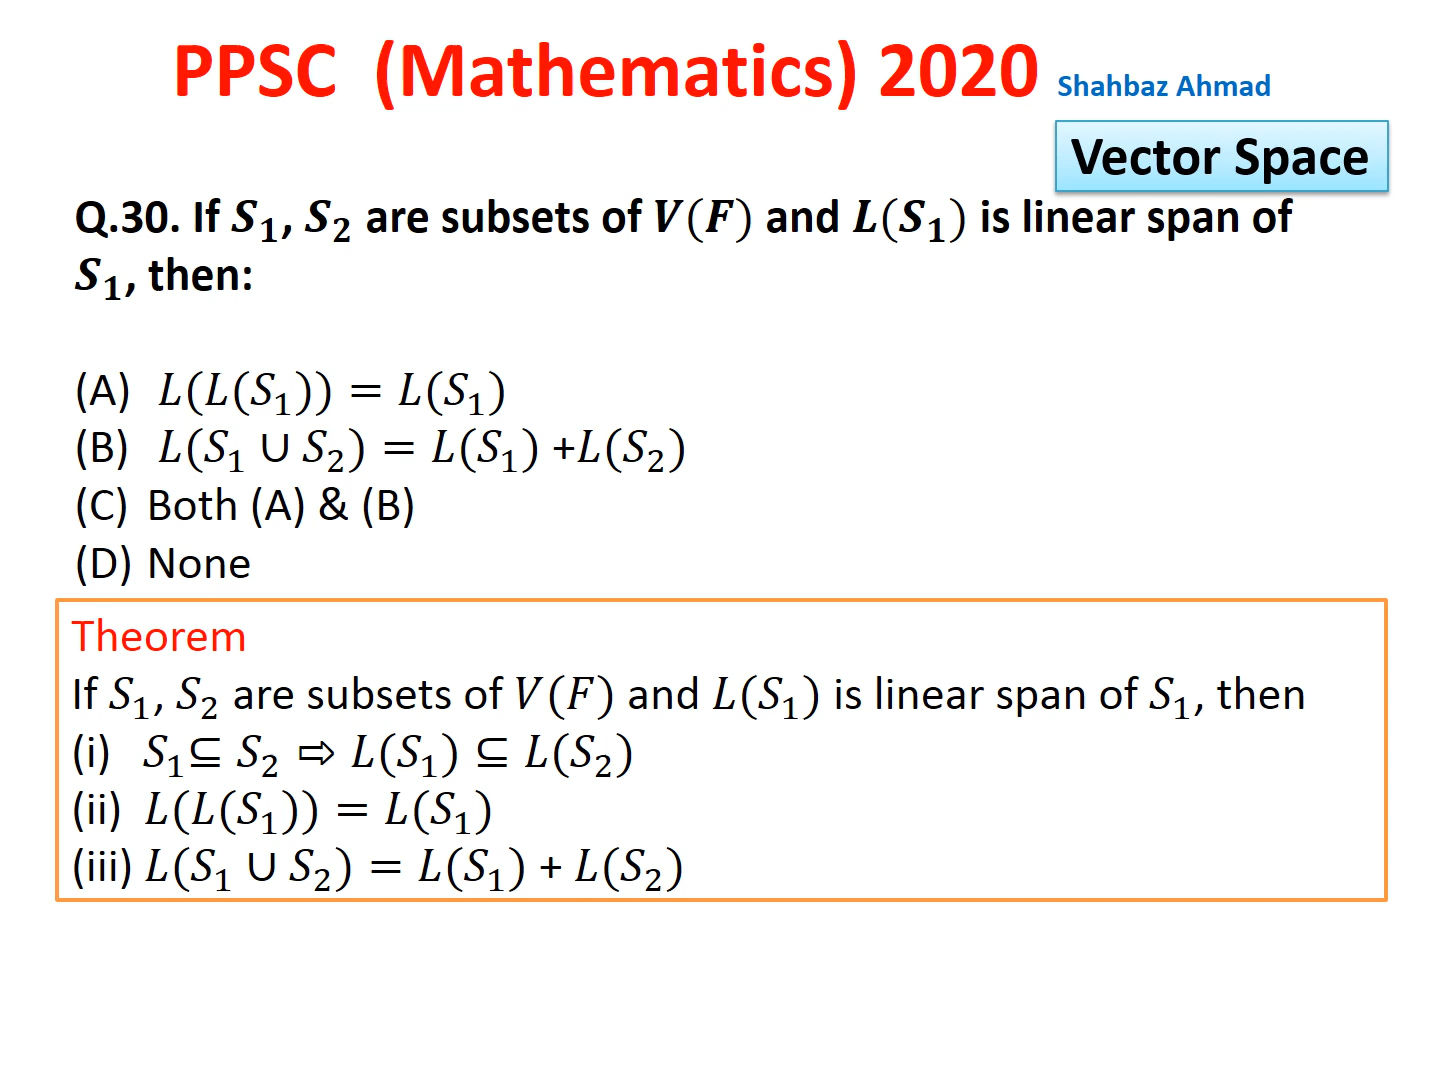 PPSC (Mathematics) 2020 Shahbaz Ahmad
Vector Space
Q.30. If S₁, S₂ are subsets of V(F) and L(S₁) is linear span of
S₁, then:
(A) L(L(S₁)) = L(S₁)
(B) L(S₁ ∪ S₂) = L(S₁) +L(S₂)
(C) Both (A) & (B)
(D) None
Theorem
If S₁, S₂ are subsets of V(F) and L(S₁) is linear span of S₁, then
(i) S₁⊆ S₂ ⇨ L(S₁) ⊆ L(S₂)
(ii) L(L(S₁)) = L(S₁)
(iii) L(S₁ ∪ S₂) = L(S₁) + L(S₂)